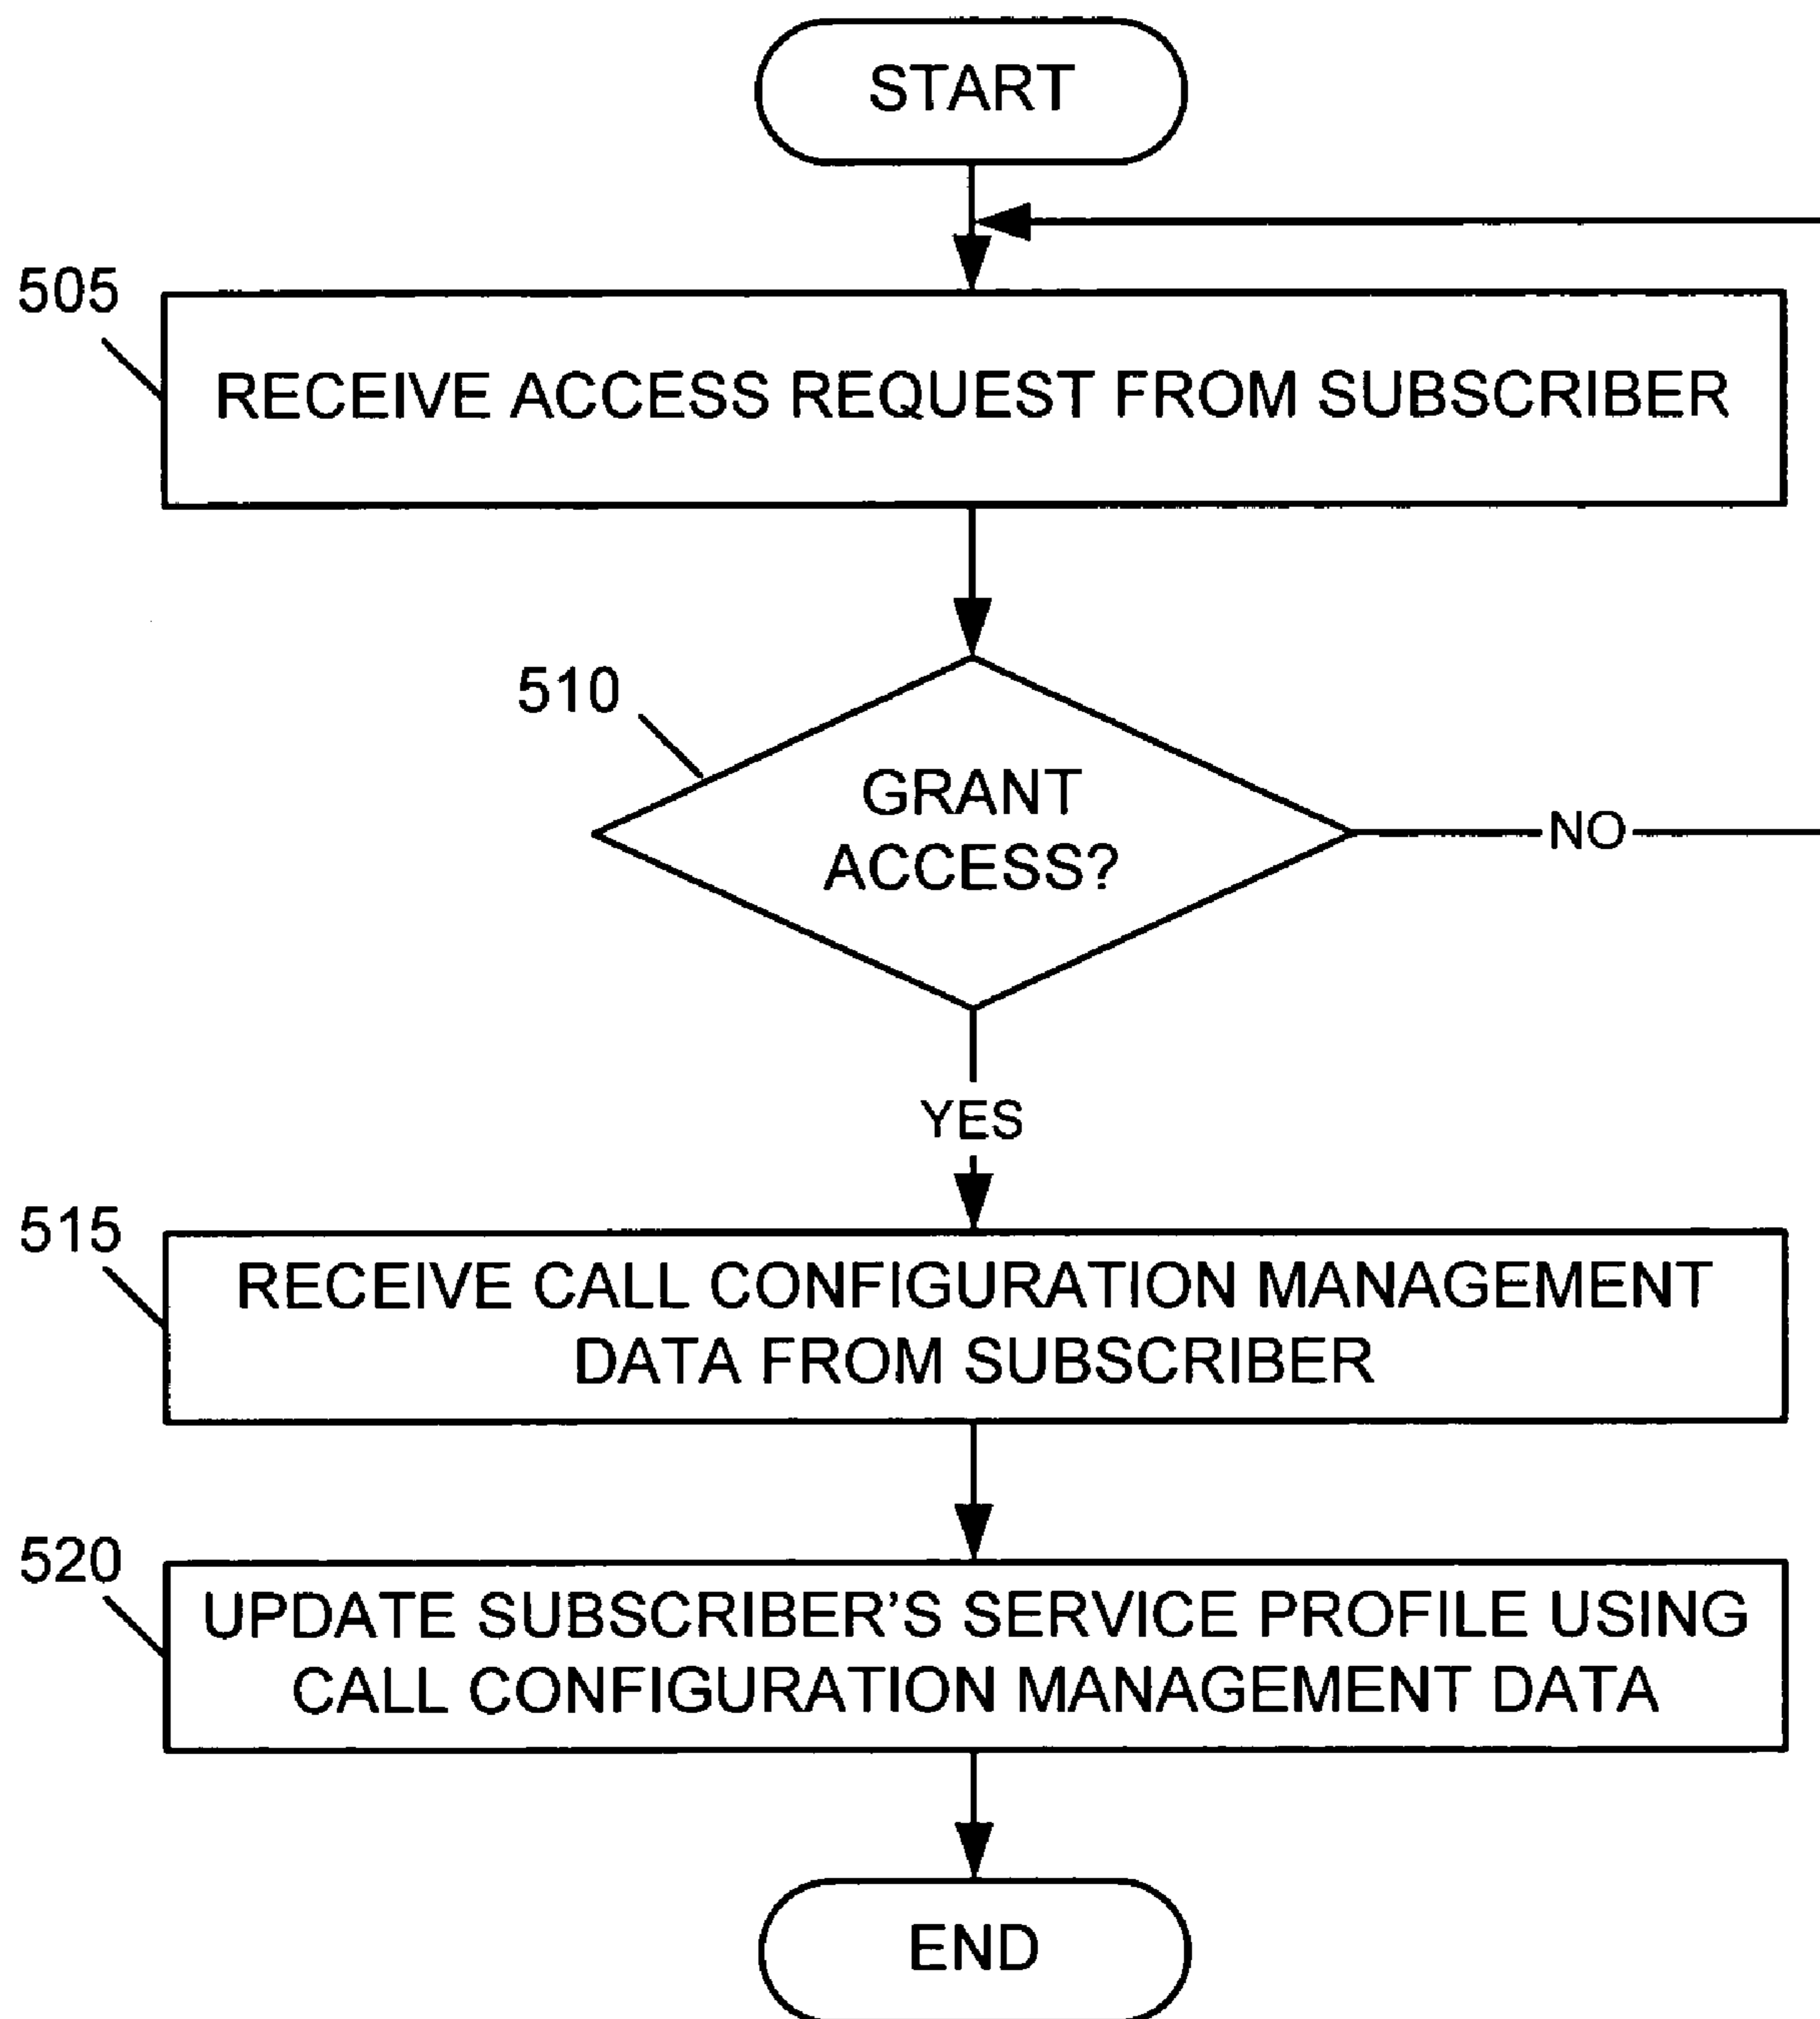 START
505
RECEIVE ACCESS REQUEST FROM SUBSCRIBER
510
GRANT
ACCESS?
NO
YES
515
RECEIVE CALL CONFIGURATION MANAGEMENT
DATA FROM SUBSCRIBER
520
UPDATE SUBSCRIBER’S SERVICE PROFILE USING
CALL CONFIGURATION MANAGEMENT DATA
END